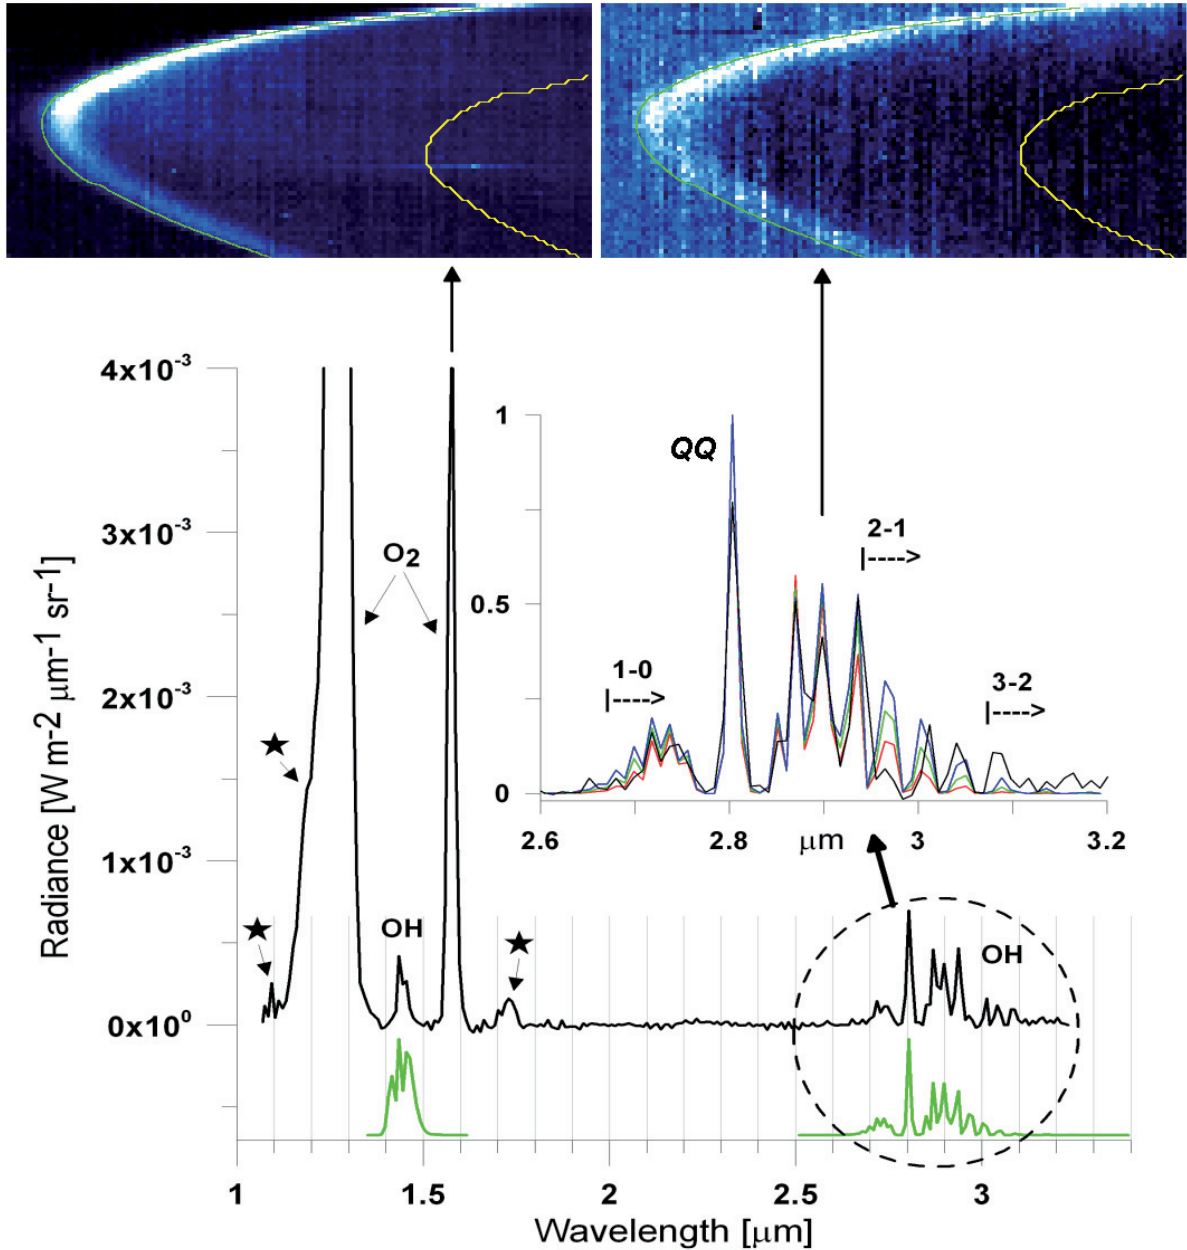 4x10⁻³
3x10⁻³
2x10⁻³
1x10⁻³
0x10⁰
Radiance [W m-2 μm-1 sr-1]
O₂
★
★
OH
★
OH
1
0.5
0
QQ
1-0
|---->
2-1
|---->
3-2
|---->
2.6
2.8
μm
3
3.2
1
1.5
2
2.5
3
Wavelength [μm]